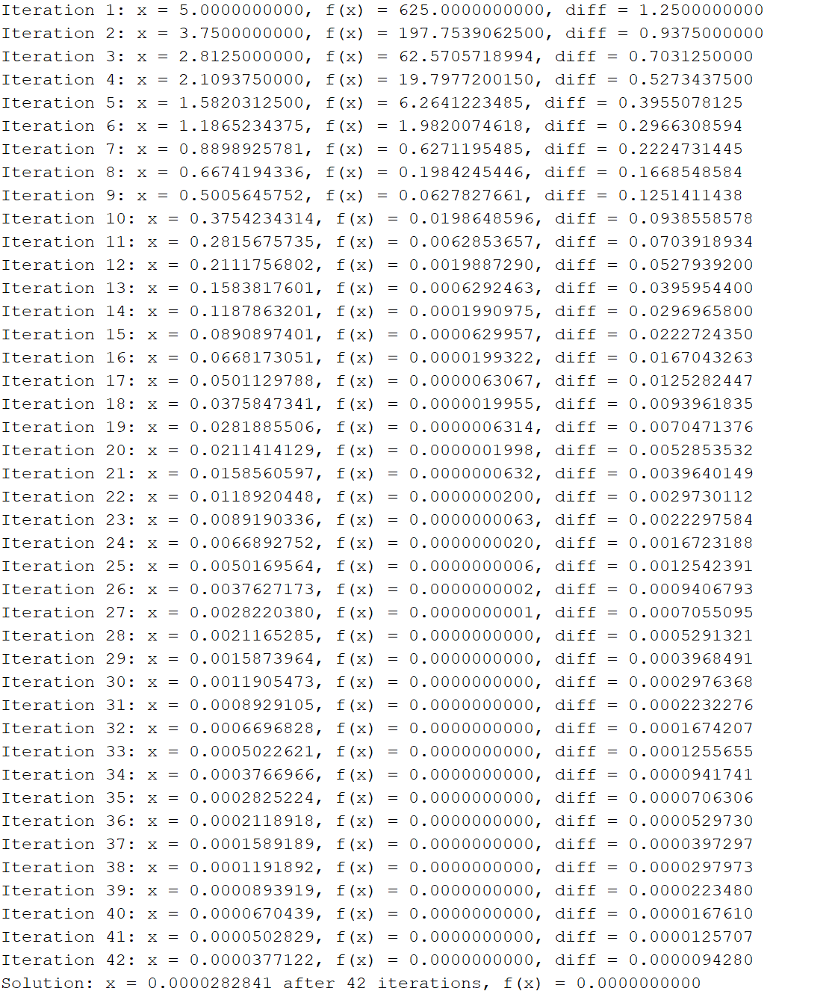 Iteration 1: x = 5.0000000000, f(x) = 625.0000000000, diff = 1.2500000000
Iteration 2: x = 3.7500000000, f(x) = 197.7539062500, diff = 0.9375000000
Iteration 3: x = 2.8125000000, f(x) = 62.5705718994, diff = 0.7031250000
Iteration 4: x = 2.1093750000, f(x) = 19.7977200150, diff = 0.5273437500
Iteration 5: x = 1.5820312500, f(x) = 6.2641223485, diff = 0.3955078125
Iteration 6: x = 1.1865234375, f(x) = 1.9820074618, diff = 0.2966308594
Iteration 7: x = 0.8898925781, f(x) = 0.6271195485, diff = 0.2224731445
Iteration 8: x = 0.6674194336, f(x) = 0.1984245446, diff = 0.1668548584
Iteration 9: x = 0.5005645752, f(x) = 0.0627827661, diff = 0.1251411438
Iteration 10: x = 0.3754234314, f(x) = 0.0198648596, diff = 0.0938558578
Iteration 11: x = 0.2815675735, f(x) = 0.0062853657, diff = 0.0703918934
Iteration 12: x = 0.2111756802, f(x) = 0.0019887290, diff = 0.0527939200
Iteration 13: x = 0.1583817601, f(x) = 0.0006292463, diff = 0.0395954400
Iteration 14: x = 0.1187863201, f(x) = 0.0001990975, diff = 0.0296965800
Iteration 15: x = 0.0890897401, f(x) = 0.0000629957, diff = 0.0222724350
Iteration 16: x = 0.0668173051, f(x) = 0.0000199322, diff = 0.0167043263
Iteration 17: x = 0.0501129788, f(x) = 0.0000063067, diff = 0.0125282447
Iteration 18: x = 0.0375847341, f(x) = 0.0000019955, diff = 0.0093961835
Iteration 19: x = 0.0281885506, f(x) = 0.0000006314, diff = 0.0070471376
Iteration 20: x = 0.0211414129, f(x) = 0.0000001998, diff = 0.0052853532
Iteration 21: x = 0.0158560597, f(x) = 0.0000000632, diff = 0.0039640149
Iteration 22: x = 0.0118920448, f(x) = 0.0000000200, diff = 0.0029730112
Iteration 23: x = 0.0089190336, f(x) = 0.0000000063, diff = 0.0022297584
Iteration 24: x = 0.0066892752, f(x) = 0.0000000020, diff = 0.0016723188
Iteration 25: x = 0.0050169564, f(x) = 0.0000000006, diff = 0.0012542391
Iteration 26: x = 0.0037627173, f(x) = 0.0000000002, diff = 0.0009406793
Iteration 27: x = 0.0028220380, f(x) = 0.0000000001, diff = 0.0007055095
Iteration 28: x = 0.0021165285, f(x) = 0.0000000000, diff = 0.0005291321
Iteration 29: x = 0.0015873964, f(x) = 0.0000000000, diff = 0.0003968491
Iteration 30: x = 0.0011905473, f(x) = 0.0000000000, diff = 0.0002976368
Iteration 31: x = 0.0008929105, f(x) = 0.0000000000, diff = 0.0002232276
Iteration 32: x = 0.0006696828, f(x) = 0.0000000000, diff = 0.0001674207
Iteration 33: x = 0.0005022621, f(x) = 0.0000000000, diff = 0.0001255655
Iteration 34: x = 0.0003766966, f(x) = 0.0000000000, diff = 0.0000941741
Iteration 35: x = 0.0002825224, f(x) = 0.0000000000, diff = 0.0000706306
Iteration 36: x = 0.0002118918, f(x) = 0.0000000000, diff = 0.0000529730
Iteration 37: x = 0.0001589189, f(x) = 0.0000000000, diff = 0.0000397297
Iteration 38: x = 0.0001191892, f(x) = 0.0000000000, diff = 0.0000297973
Iteration 39: x = 0.0000893919, f(x) = 0.0000000000, diff = 0.0000223480
Iteration 40: x = 0.0000670439, f(x) = 0.0000000000, diff = 0.0000167610
Iteration 41: x = 0.0000502829, f(x) = 0.0000000000, diff = 0.0000125707
Iteration 42: x = 0.0000377122, f(x) = 0.0000000000, diff = 0.0000094280
Solution: x = 0.0000282841 after 42 iterations, f(x) = 0.0000000000